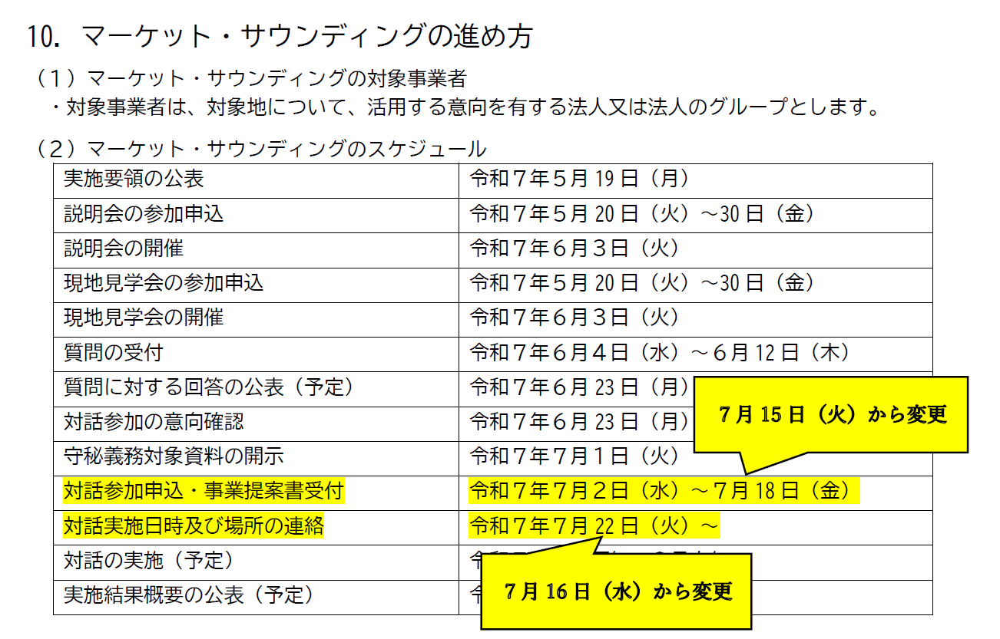 10．マーケット・サウンディングの進め方
（１）マーケット・サウンディングの対象事業者
・対象事業者は、対象地について、活用する意向を有する法人又は法人のグループとします。
（２）マーケット・サウンディングのスケジュール
実施要領の公表 令和７年５月 19 日（月）
説明会の参加申込 令和７年５月 20 日（火）～30 日（金）
説明会の開催 令和７年６月３日（火）
現地見学会の参加申込 令和７年５月 20 日（火）～30 日（金）
現地見学会の開催 令和７年６月３日（火）
質問の受付 令和７年６月４日（水）～６月 12 日（木）
質問に対する回答の公表（予定） 令和７年６月 23 日（月）
7 月 15 日（火）から変更
対話参加の意向確認 令和７年６月 23 日（月）
守秘義務対象資料の開示 令和７年７月１日（火）
対話参加申込・事業提案書受付 令和７年７月２日（水）～７月 18 日（金）
対話実施日時及び場所の連絡 令和７年７月 22 日（火）～
対話の実施（予定）
7 月 16 日（水）から変更
実施結果概要の公表（予定）